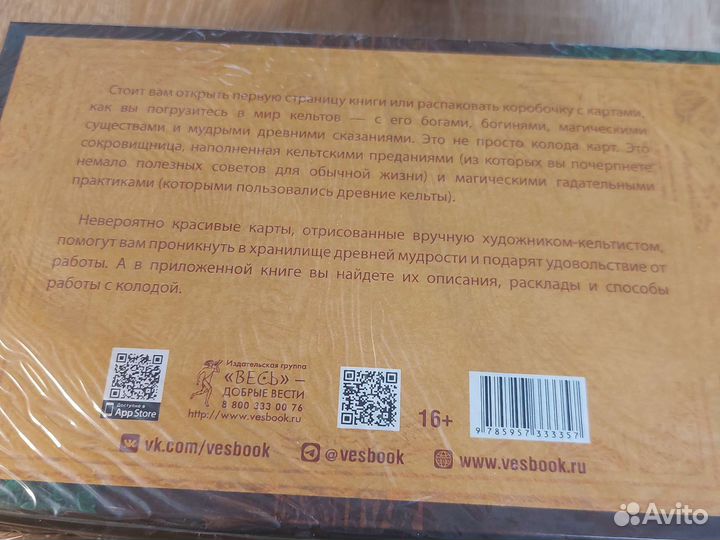 Стоит вам открыть первую страницу книги или распаковать коробочку с картами,
как вы погрузитесь в мир кельтов — с его богами, богинями, магическими
существами и мудрыми древними сказаниями. Это не просто колода карт. Это
сокровищница, наполненная кельтскими преданиями (из которых вы почерпнете
немало полезных советов для обычной жизни) и магическими гадательными
практиками (которыми пользовались древние кельты).
Невероятно красивые карты, отрисованные вручную художником-кельтистом,
помогут вам проникнуть в хранилище древней мудрости и подарят удовольствие от
работы. А в приложенной книге вы найдете их описания, расклады и способы
работы с колодой.
Доступно в
App Store
Издательская группа
«ВЕСЬ» –
ДОБРЫЕ ВЕСТИ
8 800 333 00 76
http://www.vesbook.ru
16+
9 785957 333357
vk.com/vesbook
@vesbook
www.vesbook.ru
Avito